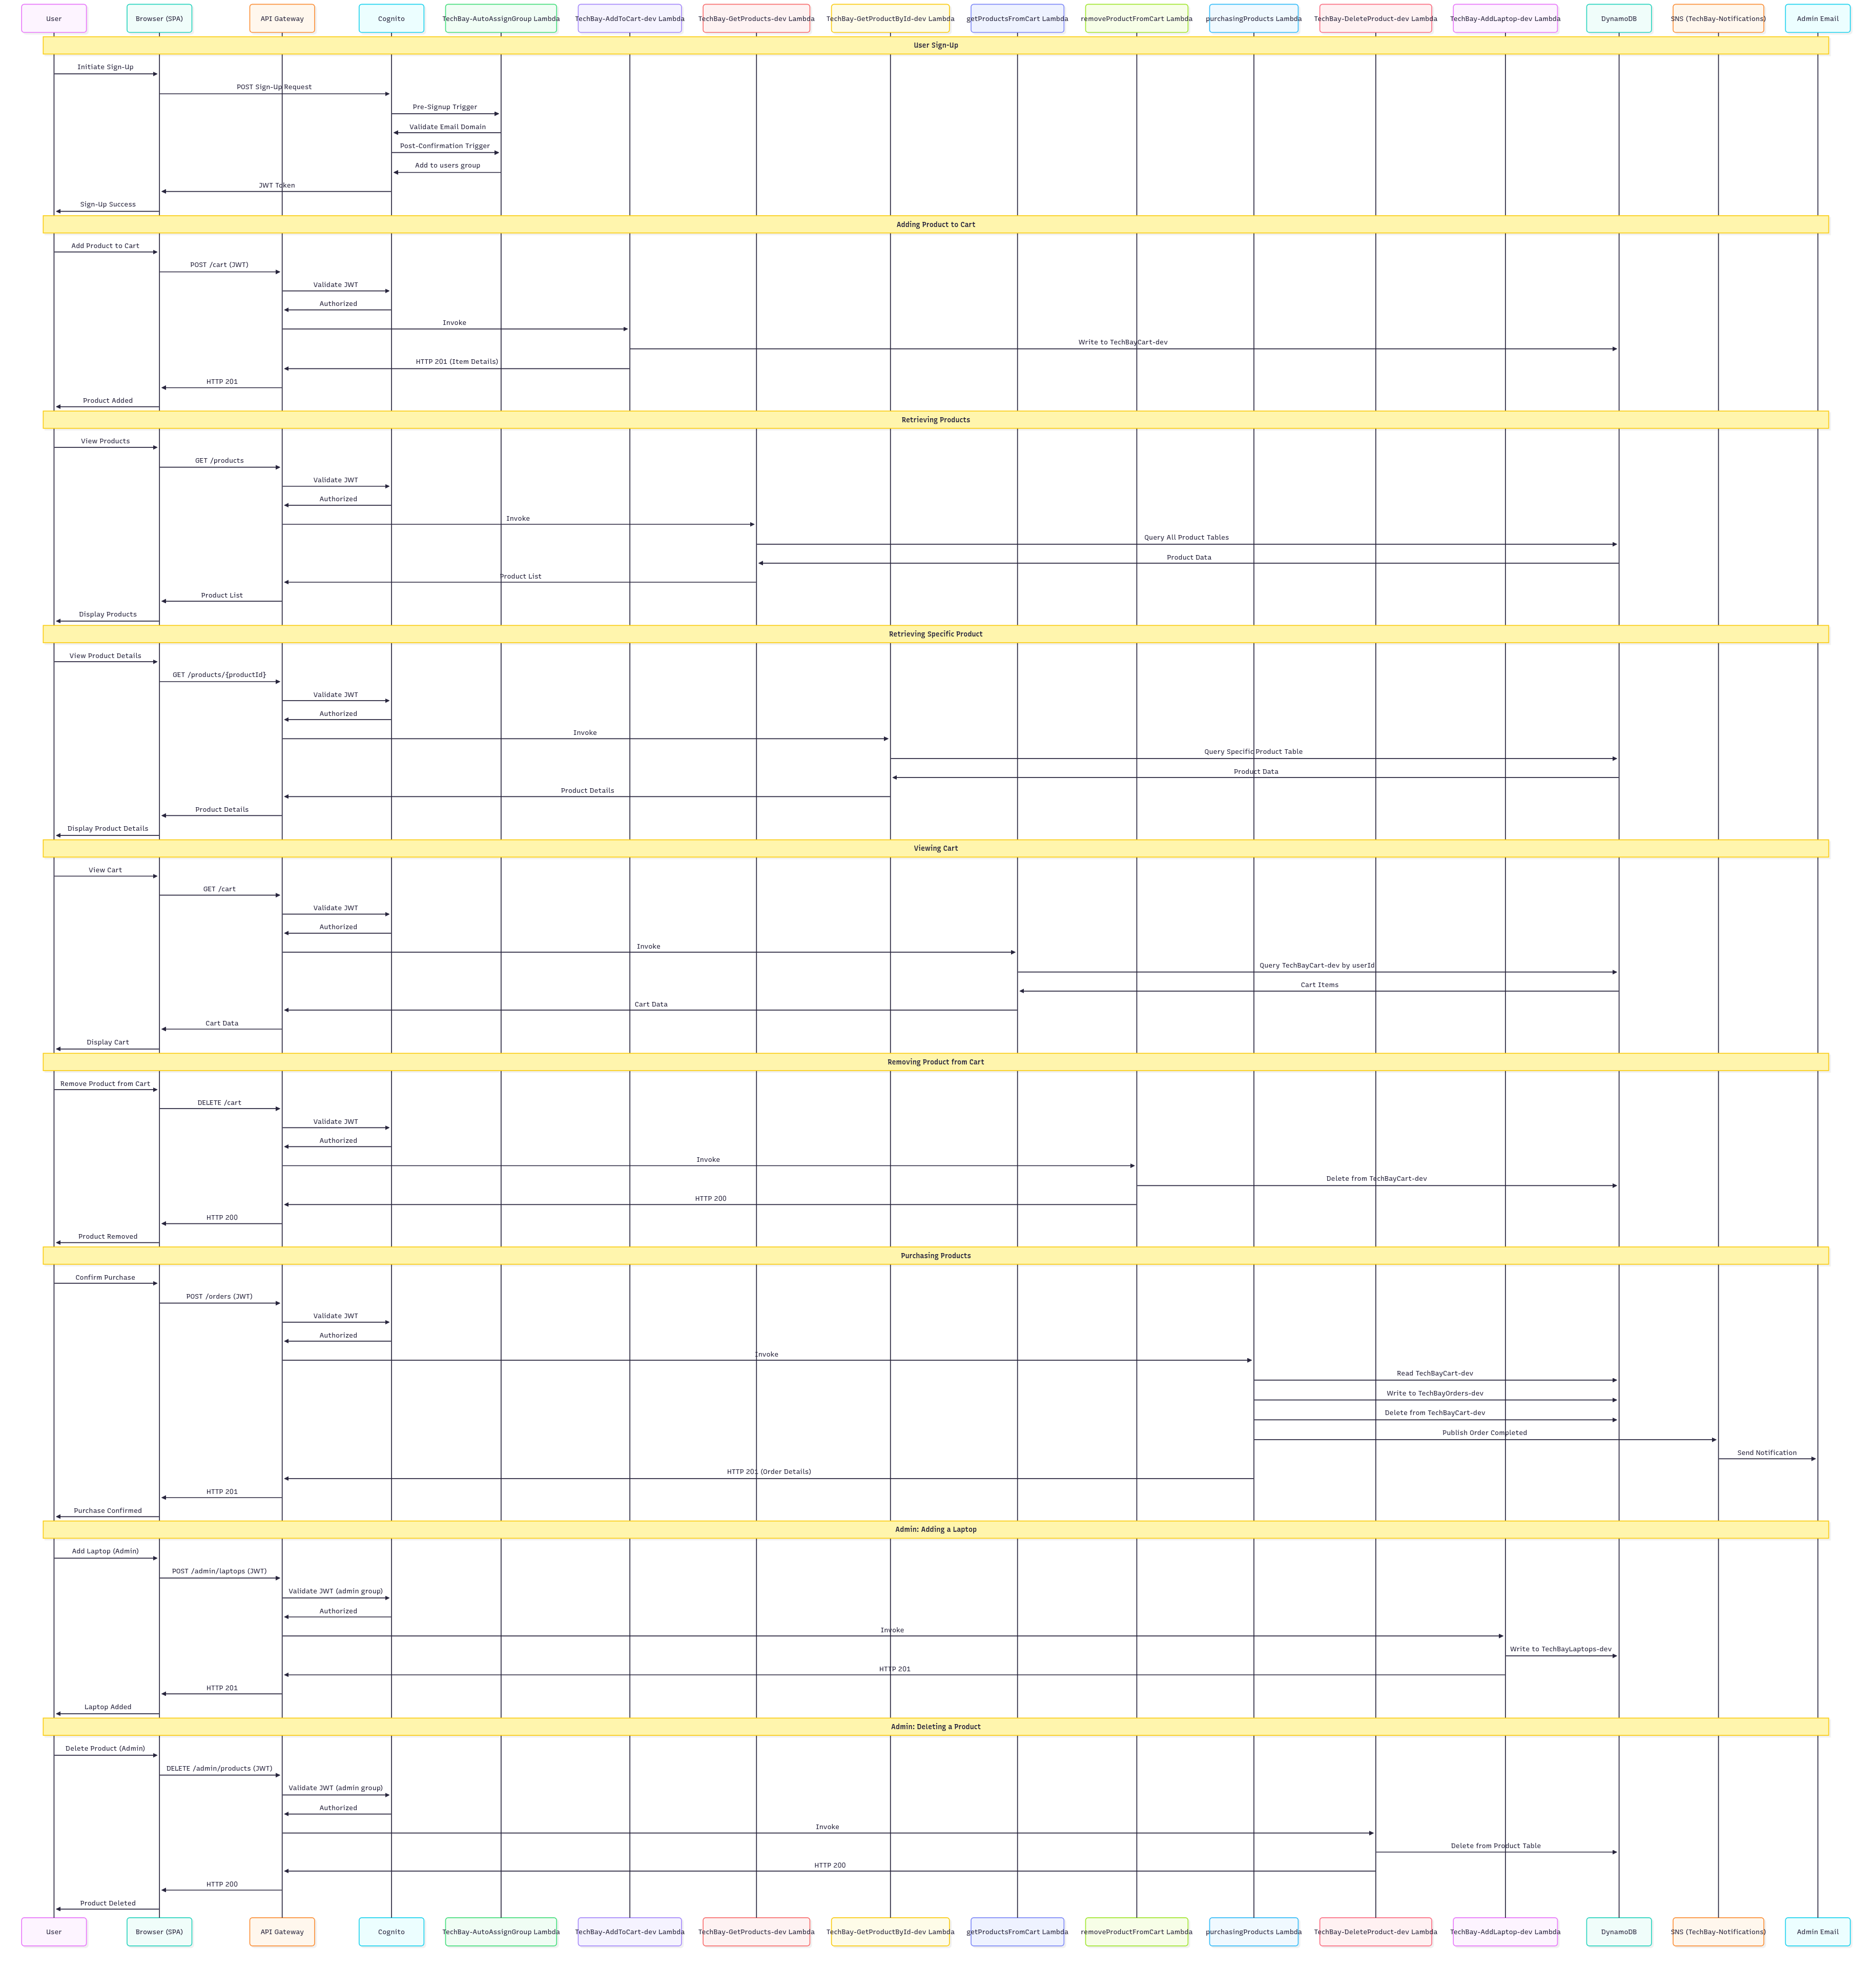 User
Browser (SPA)
API Gateway
Cognito
TechBay-AutoAssignGroup Lambda
TechBay-AddToCart-dev Lambda
TechBay-GetProducts-dev Lambda
TechBay-GetProductById-dev Lambda
getProductsFromCart Lambda
removeProductFromCart Lambda
purchasingProducts Lambda
TechBay-DeleteProduct-dev Lambda
TechBay-AddLaptop-dev Lambda
DynamoDB
SNS (TechBay-Notifications)
Admin Email
User Sign-Up
Initiate Sign-Up
POST Sign-Up Request
Pre-Signup Trigger
Validate Email Domain
Post-Confirmation Trigger
Add to users group
JWT Token
Sign-Up Success
Adding Product to Cart
Add Product to Cart
POST /cart (JWT)
Validate JWT
Authorized
Invoke
Write to TechBayCart-dev
HTTP 201 (Item Details)
HTTP 201
Product Added
Retrieving Products
View Products
GET /products
Validate JWT
Authorized
Invoke
Query All Product Tables
Product Data
Product List
Product List
Display Products
Retrieving Specific Product
View Product Details
GET /products/{productId}
Validate JWT
Authorized
Invoke
Query Specific Product Table
Product Data
Product Details
Product Details
Display Product Details
Viewing Cart
View Cart
GET /cart
Validate JWT
Authorized
Invoke
Query TechBayCart-dev by userId
Cart Items
Cart Data
Cart Data
Display Cart
Removing Product from Cart
Remove Product from Cart
DELETE /cart
Validate JWT
Authorized
Invoke
Delete from TechBayCart-dev
HTTP 200
HTTP 200
Product Removed
Purchasing Products
Confirm Purchase
POST /orders (JWT)
Validate JWT
Authorized
Invoke
Read TechBayCart-dev
Write to TechBayOrders-dev
Delete from TechBayCart-dev
Publish Order Completed
Send Notification
HTTP 201 (Order Details)
HTTP 201
Purchase Confirmed
Admin: Adding a Laptop
Add Laptop (Admin)
POST /admin/laptops (JWT)
Validate JWT (admin group)
Authorized
Invoke
Write to TechBayLaptops-dev
HTTP 201
HTTP 201
Laptop Added
Admin: Deleting a Product
Delete Product (Admin)
DELETE /admin/products (JWT)
Validate JWT (admin group)
Authorized
Invoke
Delete from Product Table
HTTP 200
HTTP 200
Product Deleted
User
Browser (SPA)
API Gateway
Cognito
TechBay-AutoAssignGroup Lambda
TechBay-AddToCart-dev Lambda
TechBay-GetProducts-dev Lambda
TechBay-GetProductById-dev Lambda
getProductsFromCart Lambda
removeProductFromCart Lambda
purchasingProducts Lambda
TechBay-DeleteProduct-dev Lambda
TechBay-AddLaptop-dev Lambda
DynamoDB
SNS (TechBay-Notifications)
Admin Email